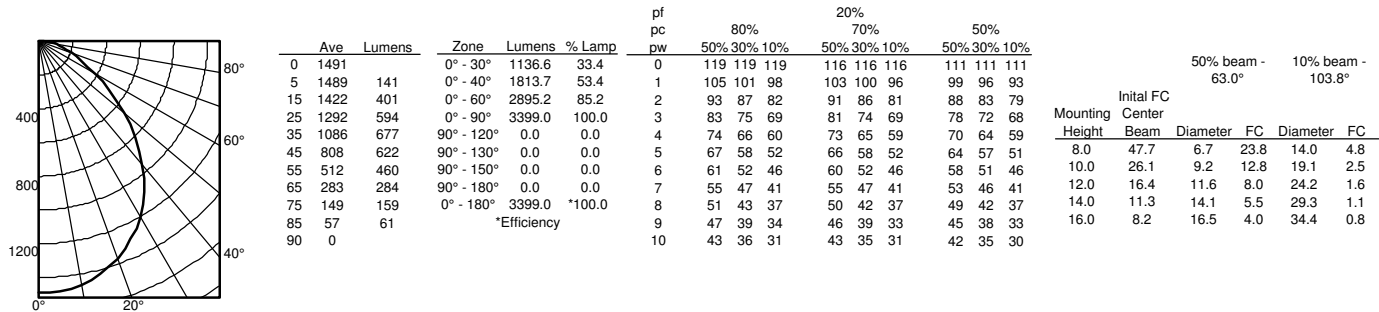 80°
60°
40°
400
800
1200
0° 20°
Ave Lumens
0 1491
5 1489 141
15 1422 401
25 1292 594
35 1086 677
45 808 622
55 512 460
65 283 284
75 149 159
85 57 61
90 0
Zone Lumens % Lamp
0° - 30° 1136.6 33.4
0° - 40° 1813.7 53.4
0° - 60° 2895.2 85.2
0° - 90° 3399.0 100.0
90° - 120° 0.0 0.0
90° - 130° 0.0 0.0
90° - 150° 0.0 0.0
90° - 180° 0.0 0.0
0° - 180° 3399.0 *100.0
*Efficiency
pf 20%
pc 80% 70% 50%
pw 50% 30% 10% 50% 30% 10% 50% 30% 10%
0 119 119 119 116 116 116 111 111 111
1 105 101 98 103 100 96 99 96 93
2 93 87 82 91 86 81 88 83 79
3 83 75 69 81 74 69 78 72 68
4 74 66 60 73 65 59 70 64 59
5 67 58 52 66 58 52 64 57 51
6 61 52 46 60 52 46 58 51 46
7 55 47 41 55 47 41 53 46 41
8 51 43 37 50 42 37 49 42 37
9 47 39 34 46 39 33 45 38 33
10 43 36 31 43 35 31 42 35 30
50% beam - 10% beam -
63.0° 103.8°
Inital FC
Mounting Center
Height Beam Diameter FC Diameter FC
8.0 47.7 6.7 23.8 14.0 4.8
10.0 26.1 9.2 12.8 19.1 2.5
12.0 16.4 11.6 8.0 24.2 1.6
14.0 11.3 14.1 5.5 29.3 1.1
16.0 8.2 16.5 4.0 34.4 0.8